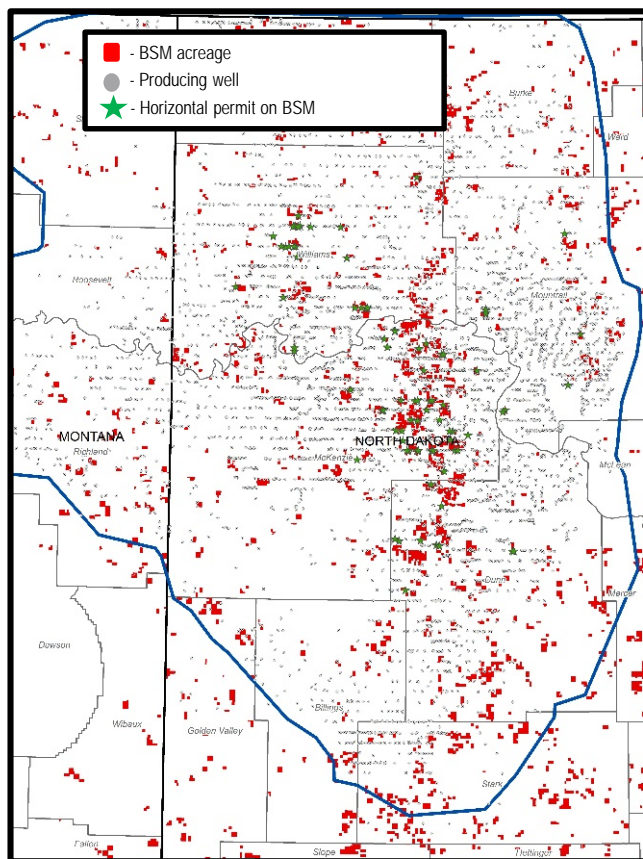 - BSM acreage
- Producing well
- Horizontal permit on BSM
Burke
Ward
Williams
Roosevelt
Mountrail
MONTANA
NORTH DAKOTA
Richland
McKenzie
McLean
Dunn
Mercer
Dawson
Billings
Wibaux
Golden Valley
Stark
Fallon
Slope
Hettinger